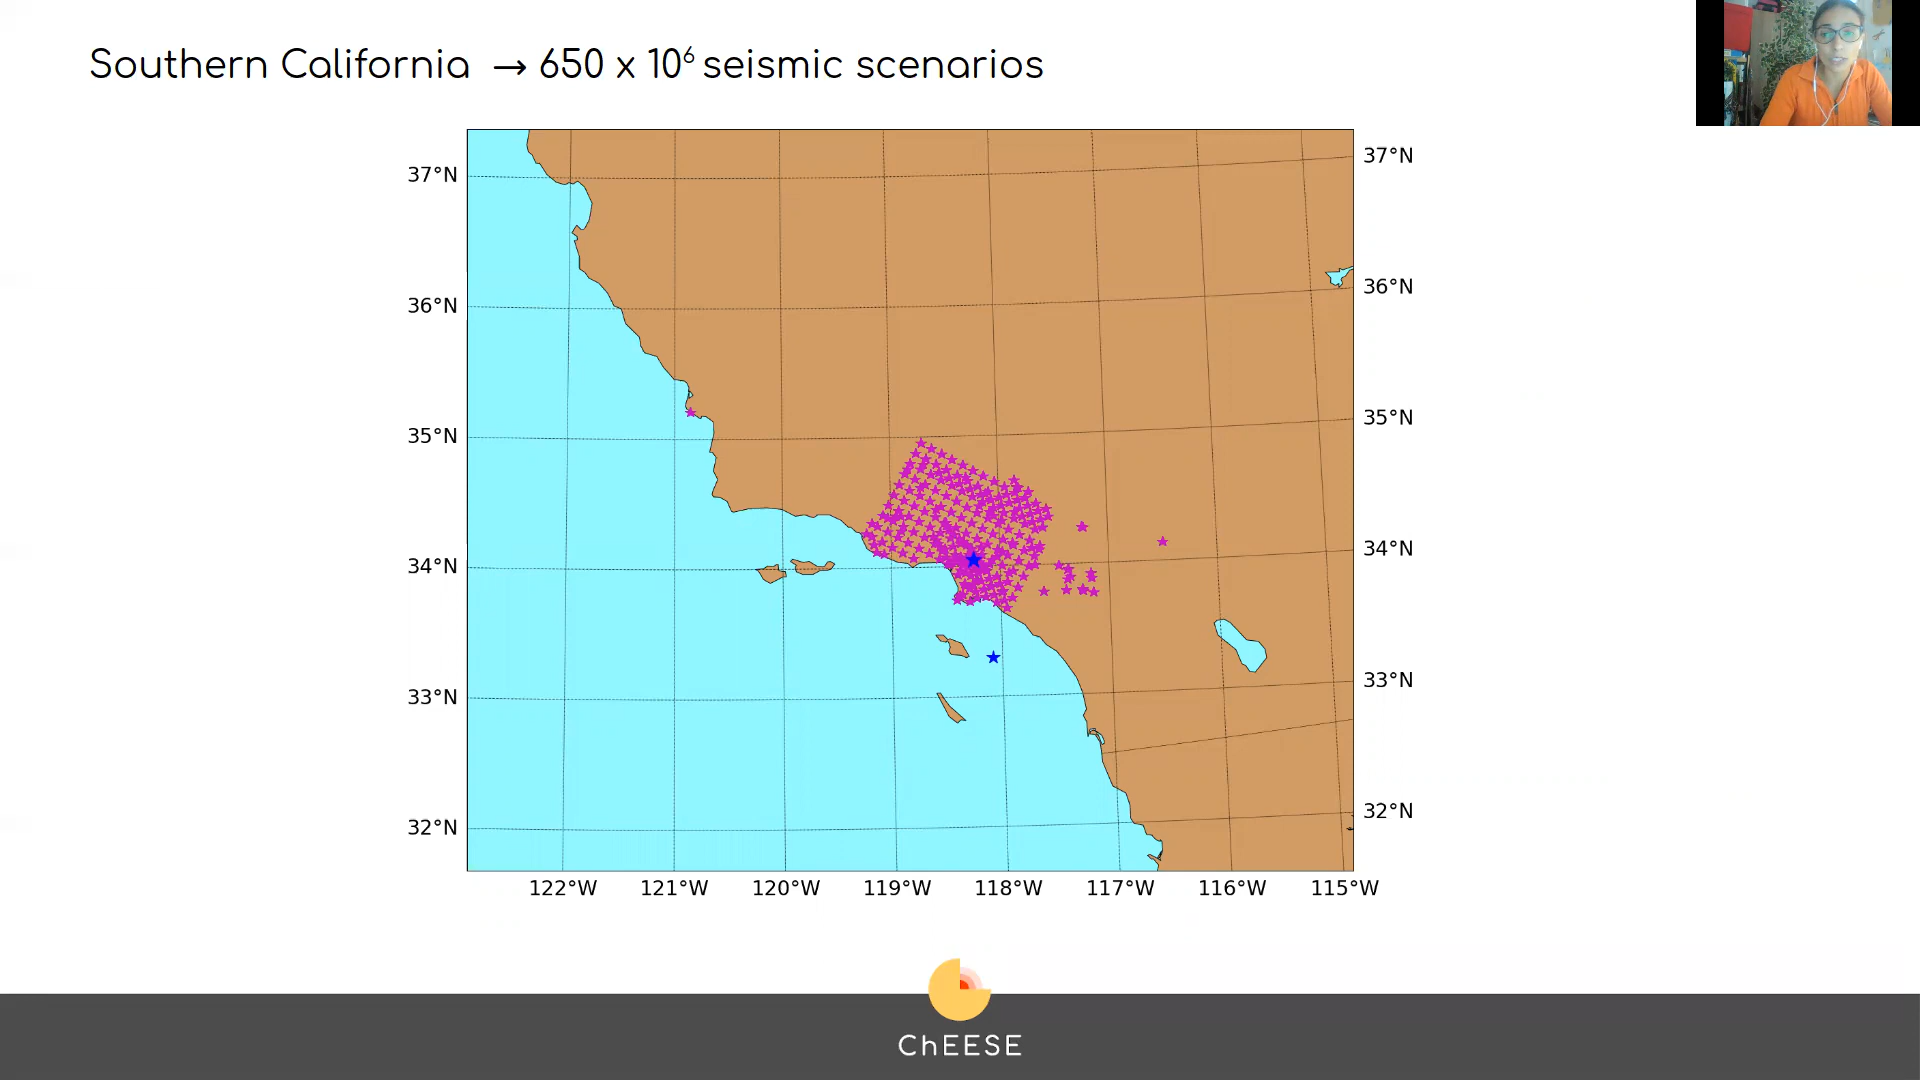 Southern California → 650 x 10⁶ seismic scenarios
37°N
37°N
36°N
36°N
35°N
35°N
34°N
34°N
33°N
33°N
32°N
32°N
122°W 121°W 120°W 119°W 118°W 117°W 116°W 115°W
ChEESE